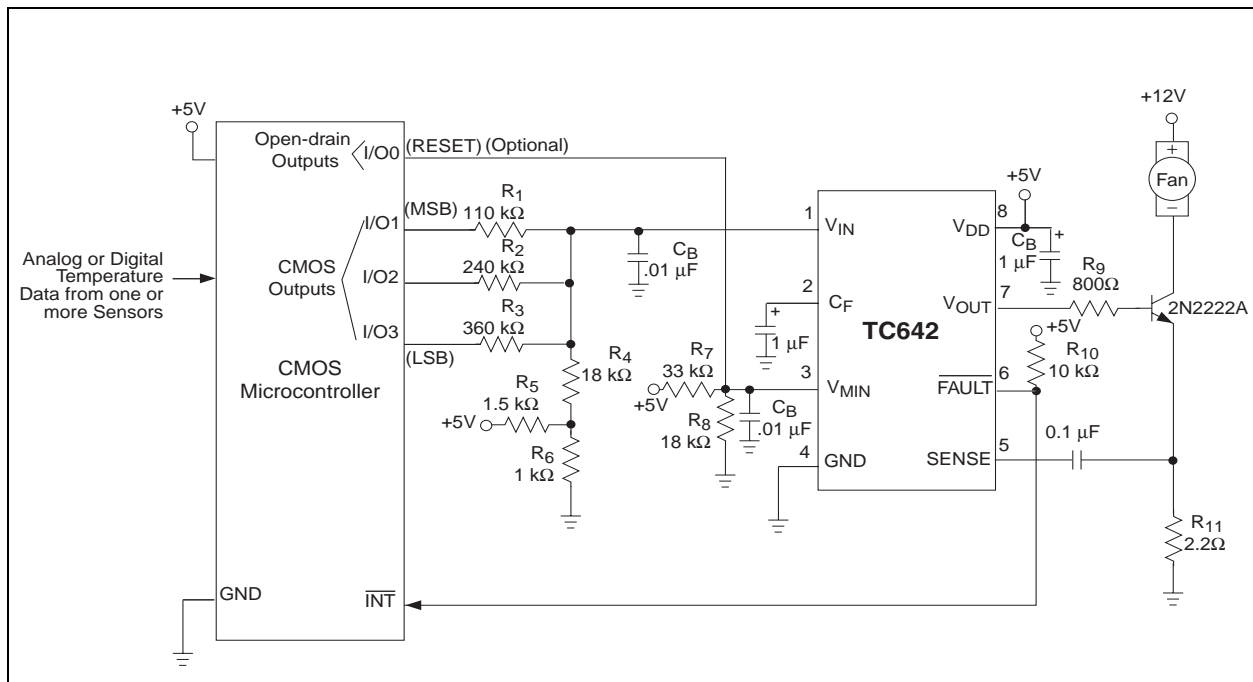 +5V
Open-drain
Outputs
I/O0
(RESET) (Optional)
I/O1
(MSB)
R1
110 kΩ
CMOS
Outputs
I/O2
R2
240 kΩ
I/O3
(LSB)
R3
360 kΩ
Analog or Digital
Temperature
Data from one or
more Sensors
CMOS
Microcontroller
GND
INT
CB
.01 µF
R4
18 kΩ
R5
1.5 kΩ
+5V
R6
1 kΩ
R7
33 kΩ
+5V
R8
18 kΩ
CB
.01 µF
+
1 µF
1
VIN
2
CF
3
VMIN
4
GND
TC642
8
VDD
7
VOUT
6
FAULT
5
SENSE
+5V
CB
1 µF
+
R9
800Ω
+5V
R10
10 kΩ
0.1 µF
+12V
+
Fan
–
2N2222A
R11
2.2Ω